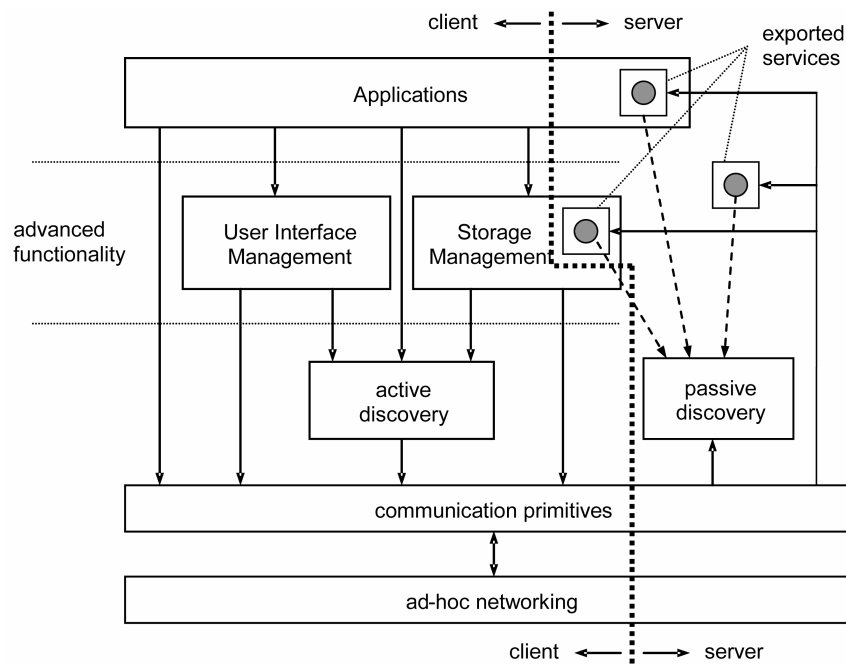 client
server
exported
services
Applications
advanced
functionality
User Interface
Management
Storage
Management
active
discovery
passive
discovery
communication primitives
ad-hoc networking
client
server